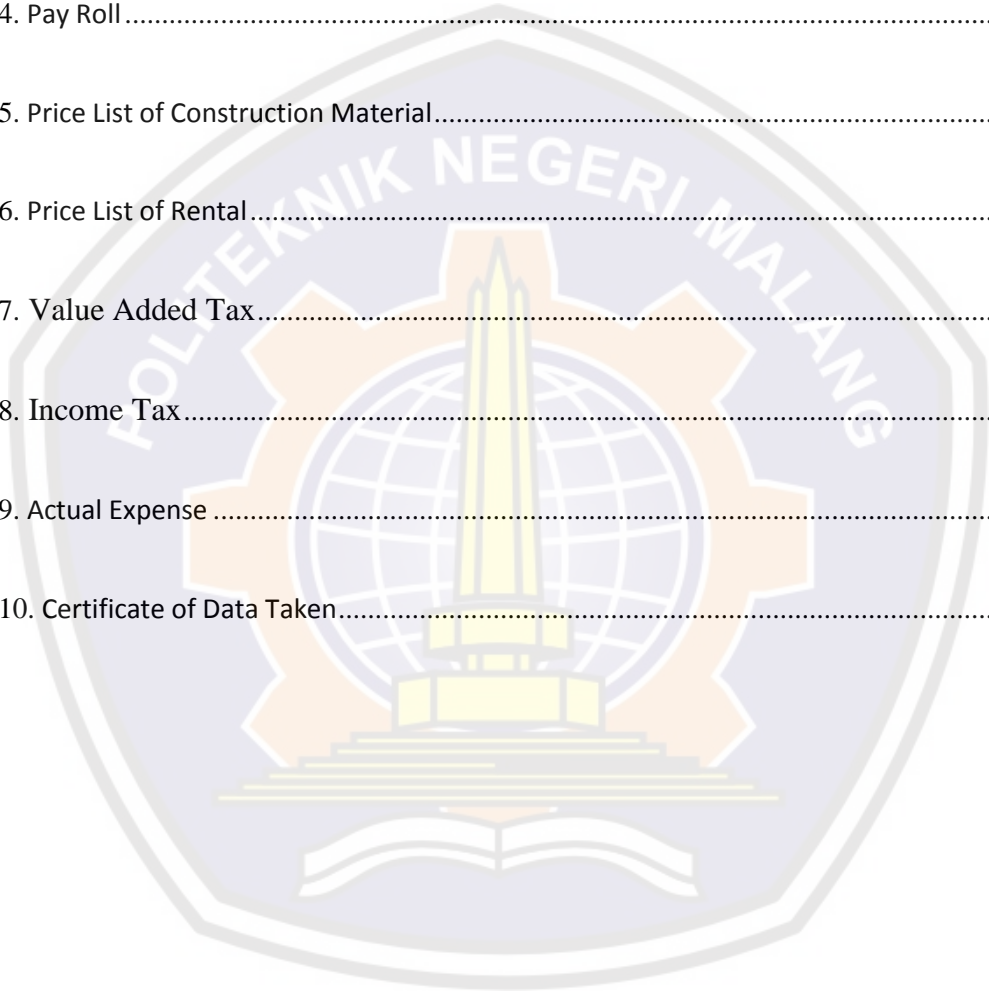 4. Pay Roll ..........................................................................................................
5. Price List of Construction Material....................................................................
6. Price List of Rental...........................................................................................
7. Value Added Tax..........................................................................................
8. Income Tax....................................................................................................
9. Actual Expense ................................................................................................
10. Certificate of Data Taken................................................................................
POLITEKNIK NEGERI MALANG